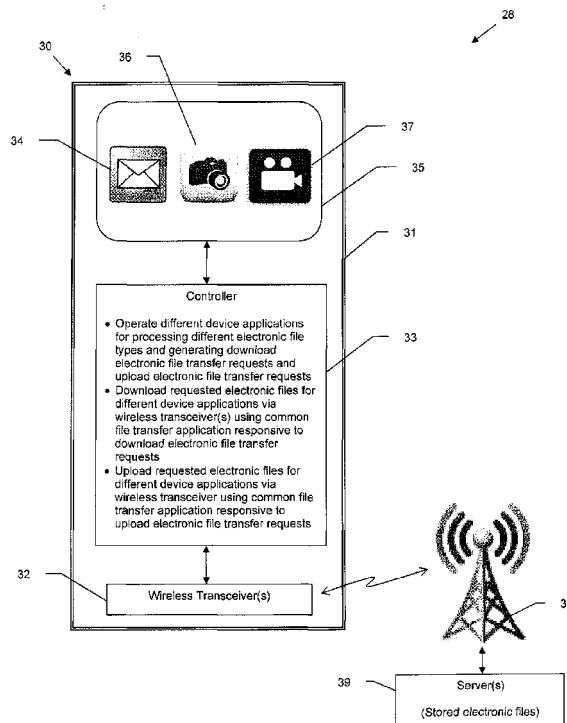 28
30
36
34
37
35
31
Controller
• Operate different device applications
for processing different electronic file
types and generating download
electronic file transfer requests and
upload electronic file transfer requests
33
• Download requested electronic files for
different device applications via
wireless transceiver(s) using common
file transfer application responsive to
download electronic file transfer
requests
• Upload requested electronic files for
different device applications via
wireless transceiver using common file
transfer application responsive to
upload electronic file transfer requests
32
Wireless Transceiver(s)
39
Server(s)
(Stored electronic files)